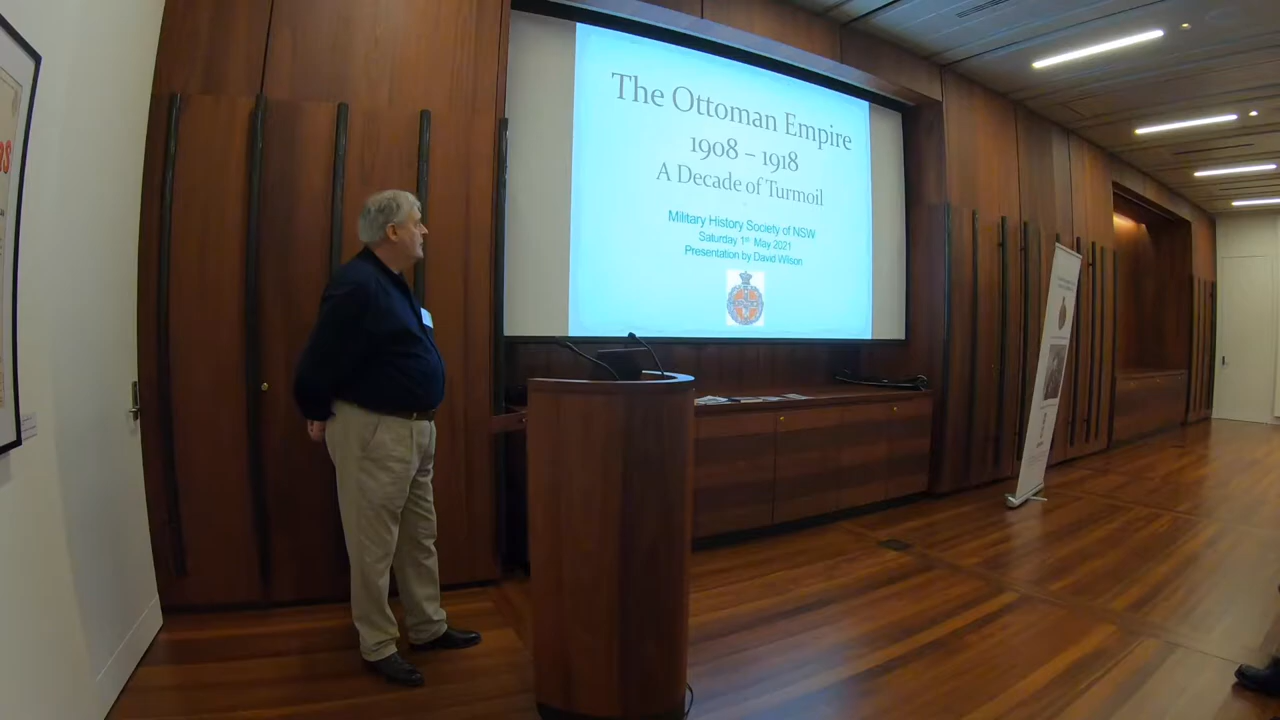 The Ottoman Empire
1908 – 1918
A Decade of Turmoil
Military History Society of NSW
Saturday 1st May 2021
Presentation by David Wilson